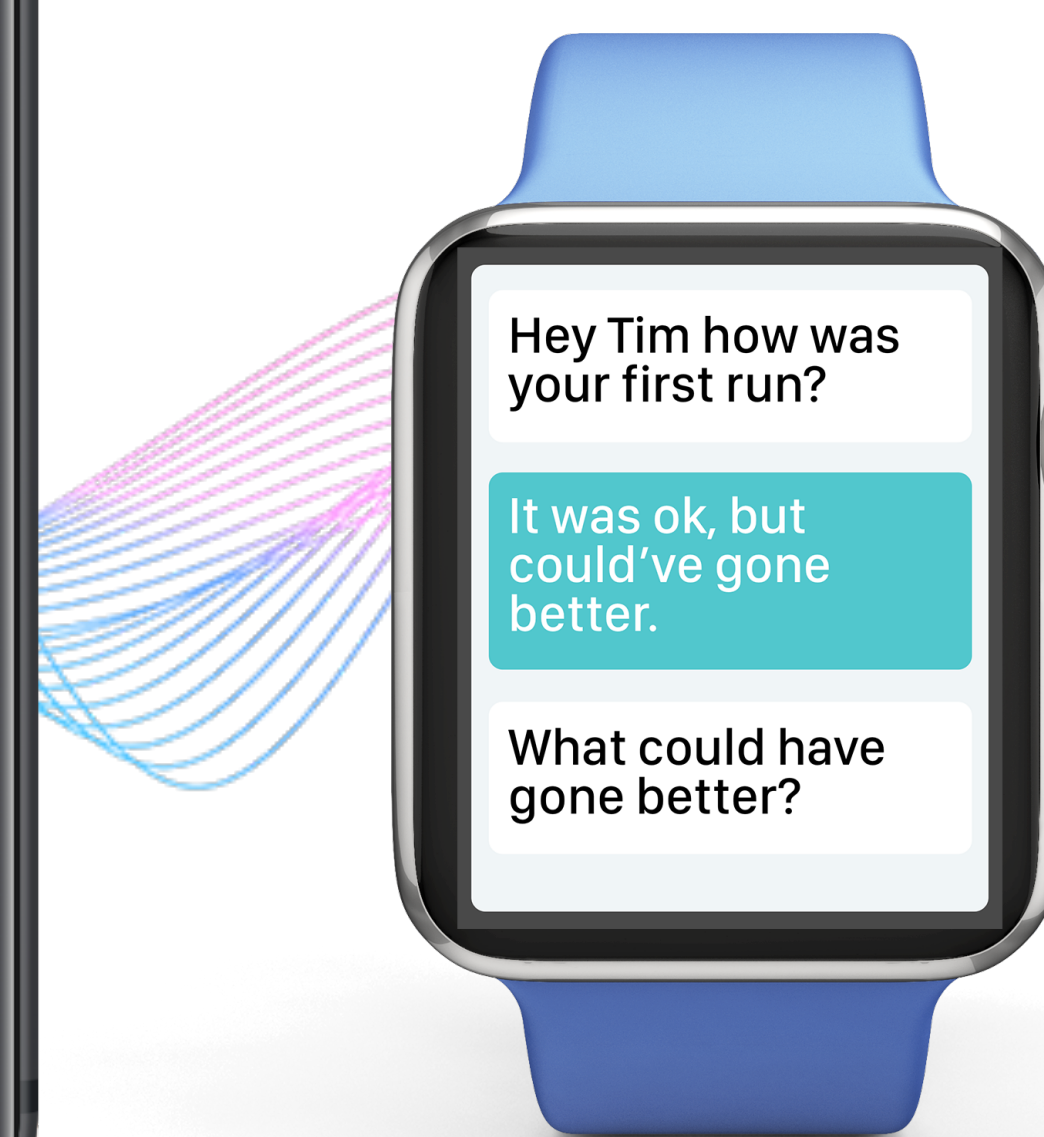 Hey Tim how was
your first run?
It was ok, but
could’ve gone
better.
What could have
gone better?